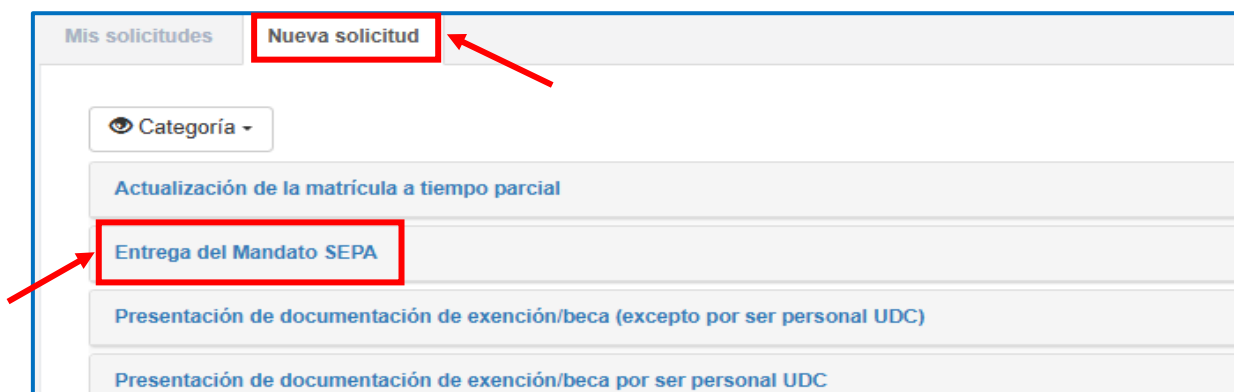 Mis solicitudes Nueva solicitud
Categoría
Actualización de la matrícula a tiempo parcial
Entrega del Mandato SEPA
Presentación de documentación de exención/beca (excepto por ser personal UDC)
Presentación de documentación de exención/beca por ser personal UDC